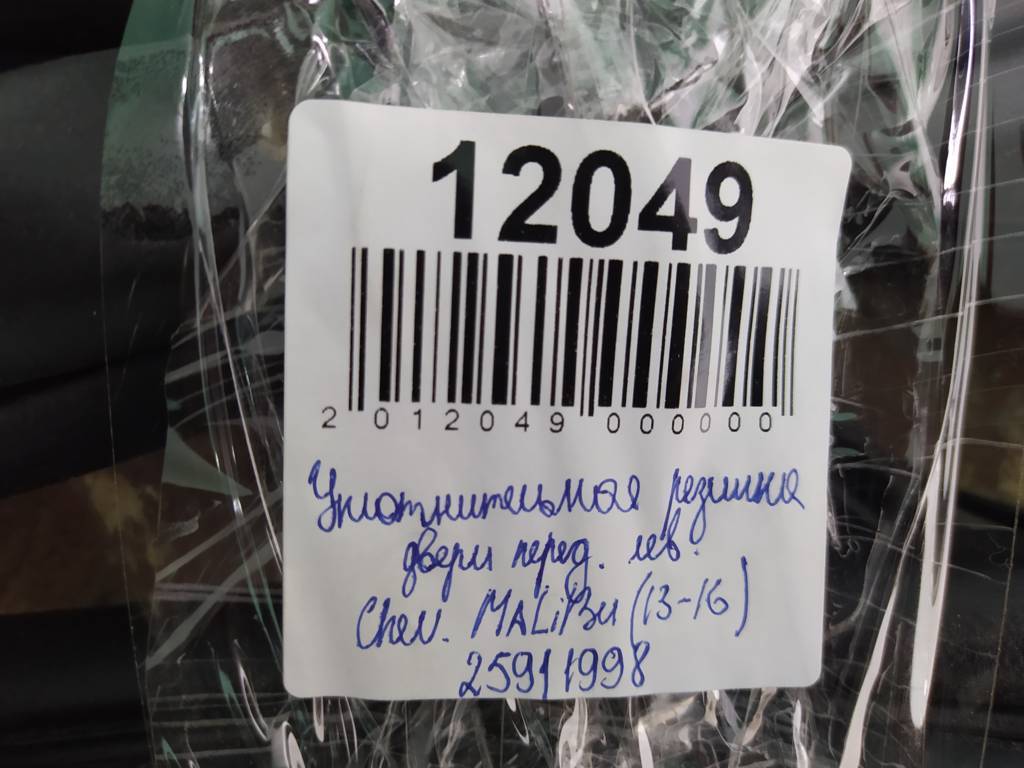 12049
2 012049 000000
Уплотнительная резинка
двери перед. лев.
Chev. MALiBu (13-16)
25911998